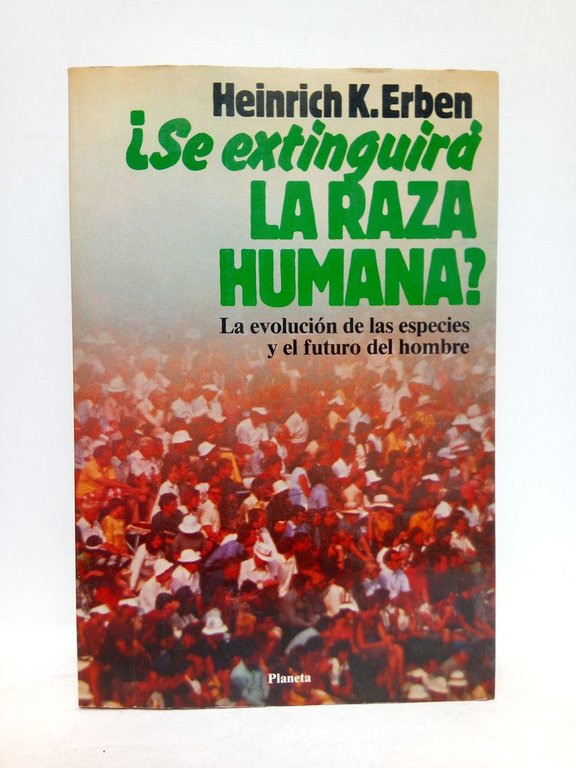 Heinrich K. Erben
¿Se extinguirá
LA RAZA
HUMANA?
La evolución de las especies
y el futuro del hombre
Planeta